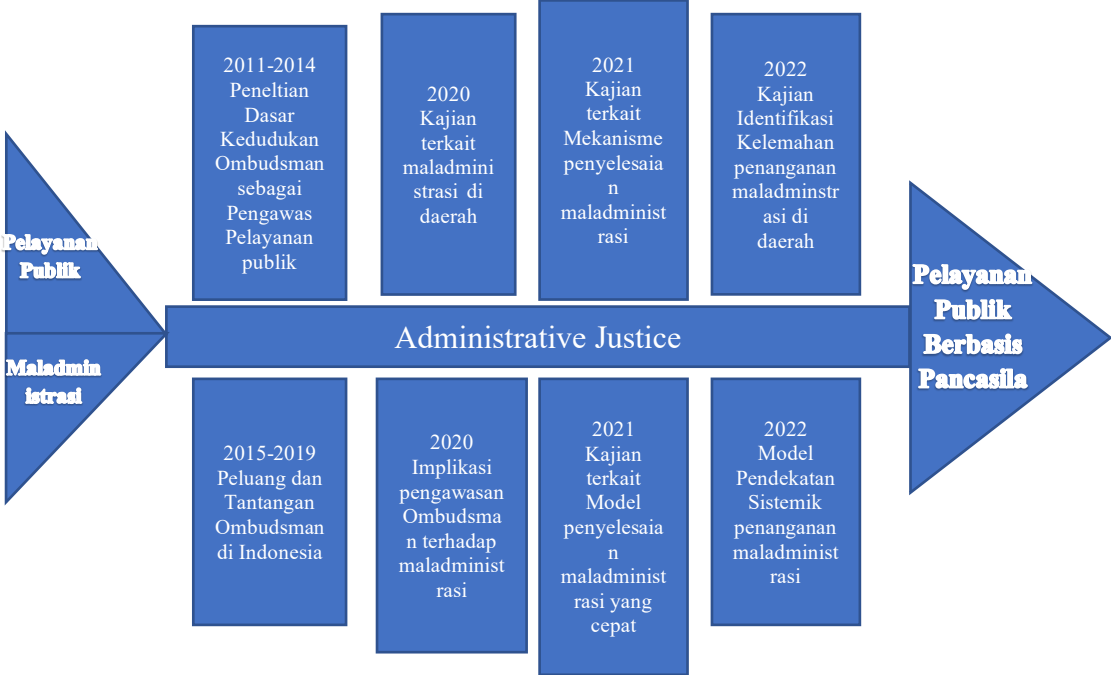 Pelayanan
Publik
Maladmin
istrasi
2011-2014
Peneltian
Dasar
Kedudukan
Ombudsman
sebagai
Pengawas
Pelayanan
publik
2020
Kajian
terkait
maladmini
strasi di
daerah
2021
Kajian
terkait
Mekanisme
penyelesaia
n
maladminist
rasi
2022
Kajian
Identifikasi
Kelemahan
penanganan
maladminstr
asi di
daerah
Administrative Justice
2015-2019
Peluang dan
Tantangan
Ombudsman
di Indonesia
2020
Implikasi
pengawasan
Ombudsma
n terhadap
maladminist
rasi
2021
Kajian
terkait
Model
penyelesaia
n
maladminist
rasi yang
cepat
2022
Model
Pendekatan
Sistemik
penanganan
maladminist
rasi
Pelayanan
Publik
Berbasis
Pancasila